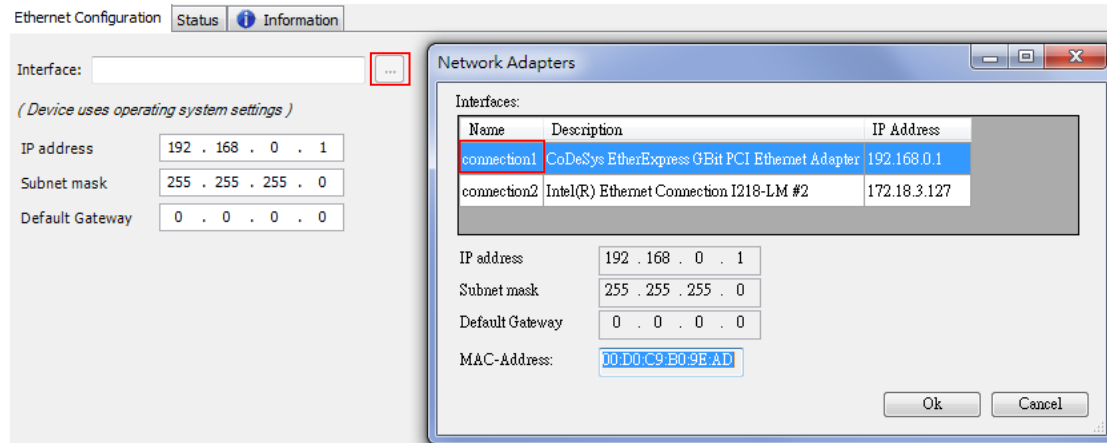 Ethernet Configuration Status Information
Interface: ...
( Device uses operating system settings )
IP address 192 . 168 . 0 . 1
Subnet mask 255 . 255 . 255 . 0
Default Gateway 0 . 0 . 0 . 0
Network Adapters
Interfaces:
Name Description IP Address
connection1 CoDeSys EtherExpress GBit PCI Ethernet Adapter 192.168.0.1
connection2 Intel(R) Ethernet Connection I218-LM #2 172.18.3.127
IP address 192 . 168 . 0 . 1
Subnet mask 255 . 255 . 255 . 0
Default Gateway 0 . 0 . 0 . 0
MAC-Address: 00:D0:C9:B0:9E:AD
Ok Cancel